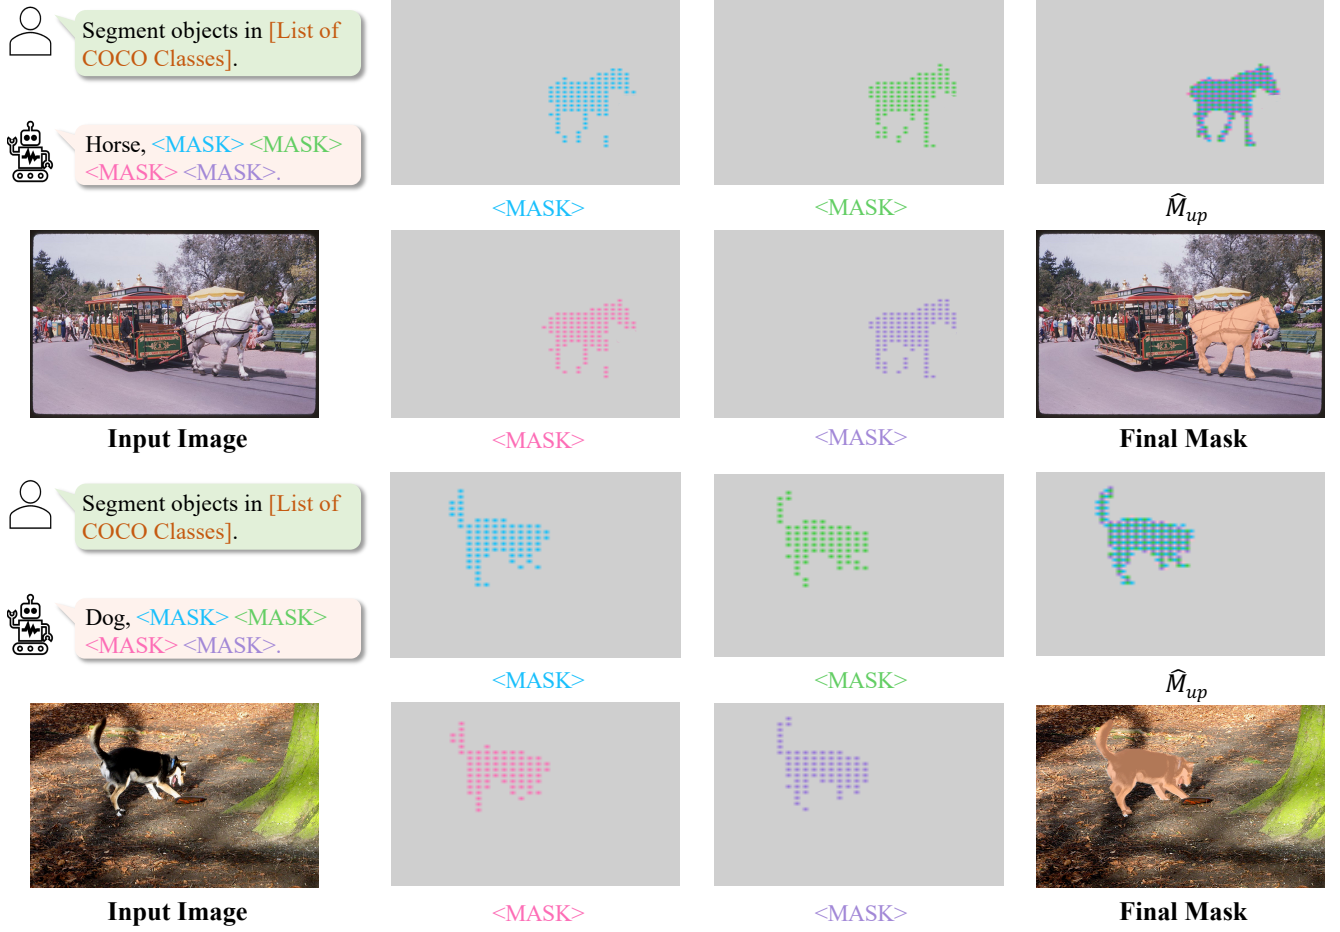 Segment objects in [List of
COCO Classes].
Horse, <MASK> <MASK>
<MASK> <MASK>.
<MASK>
<MASK>
M̂up
Input Image
<MASK>
<MASK>
Final Mask
Segment objects in [List of
COCO Classes].
Dog, <MASK> <MASK>
<MASK> <MASK>.
<MASK>
<MASK>
M̂up
Input Image
<MASK>
<MASK>
Final Mask